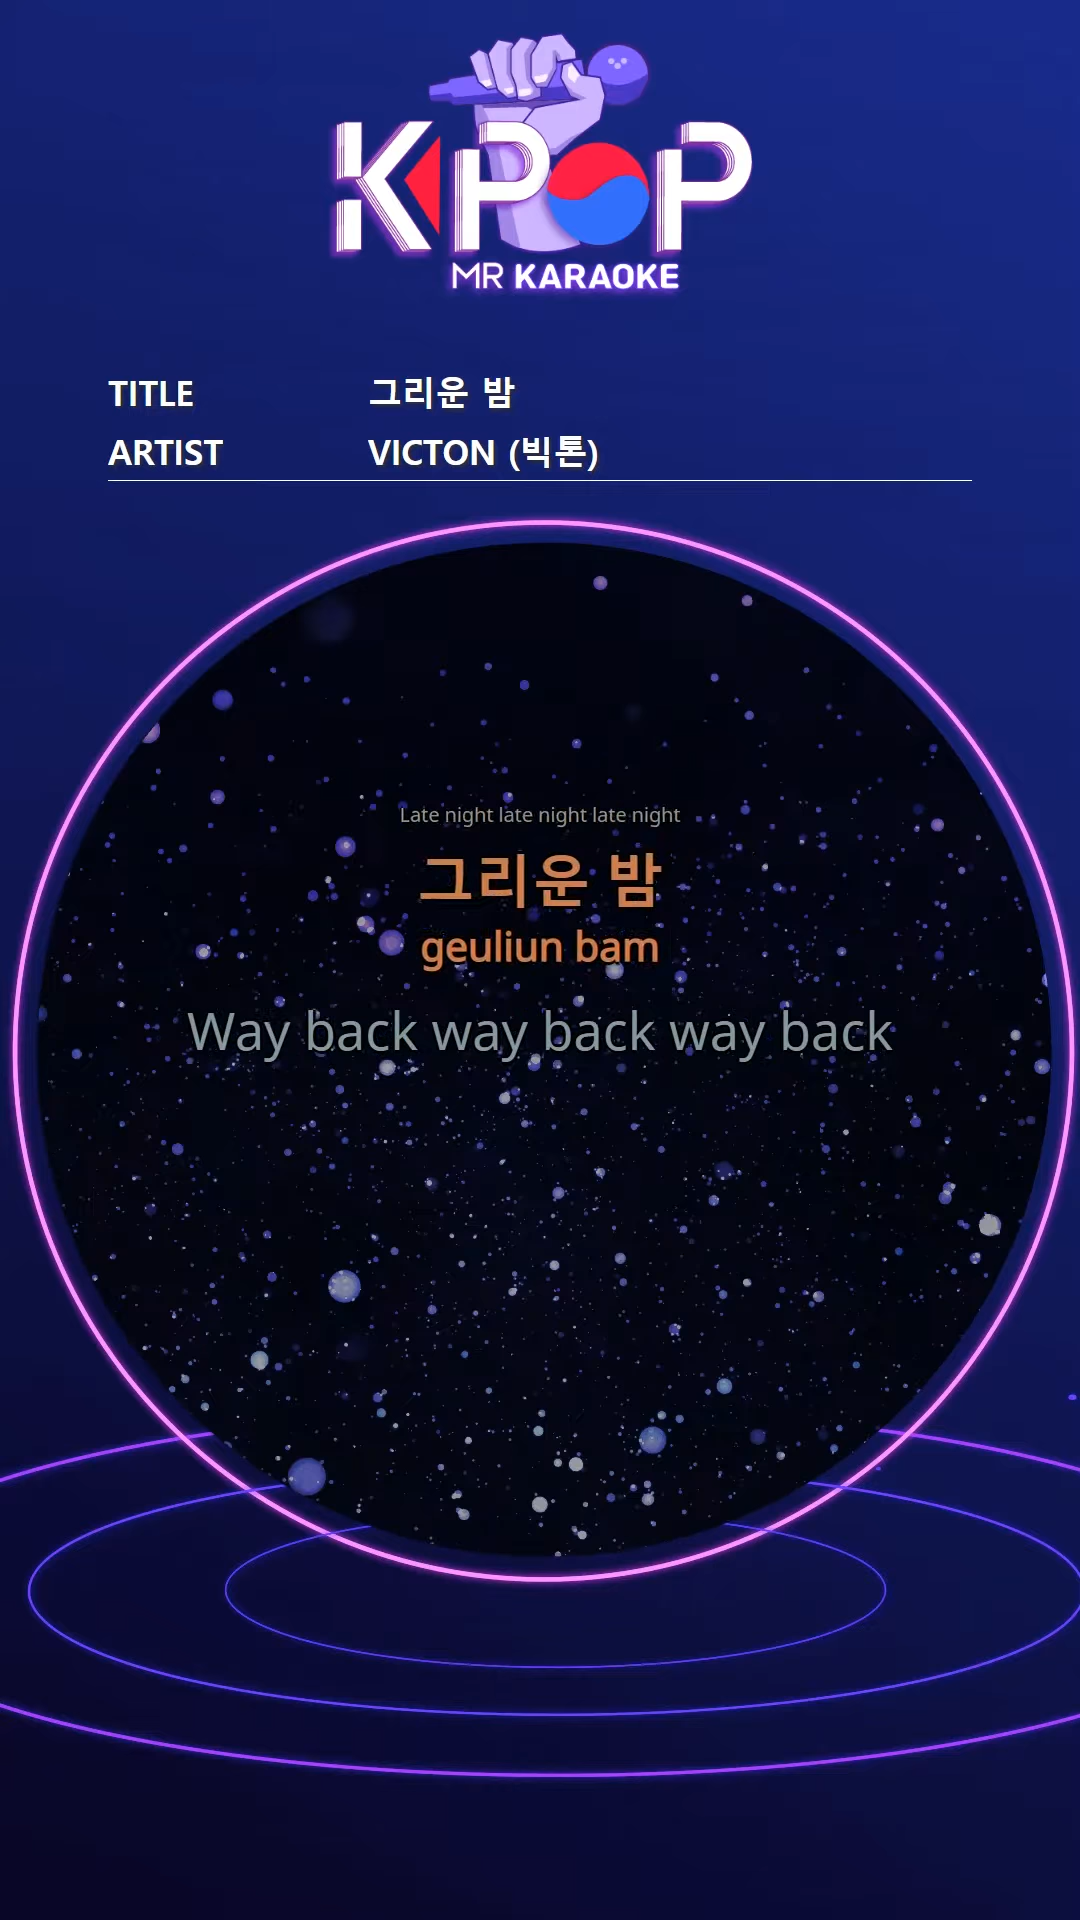 KPOP
MR KARAOKE
TITLE 그리운 밤
ARTIST VICTON (빅톤)
Late night late night late night
그리운 밤
geuliun bam
Way back way back way back